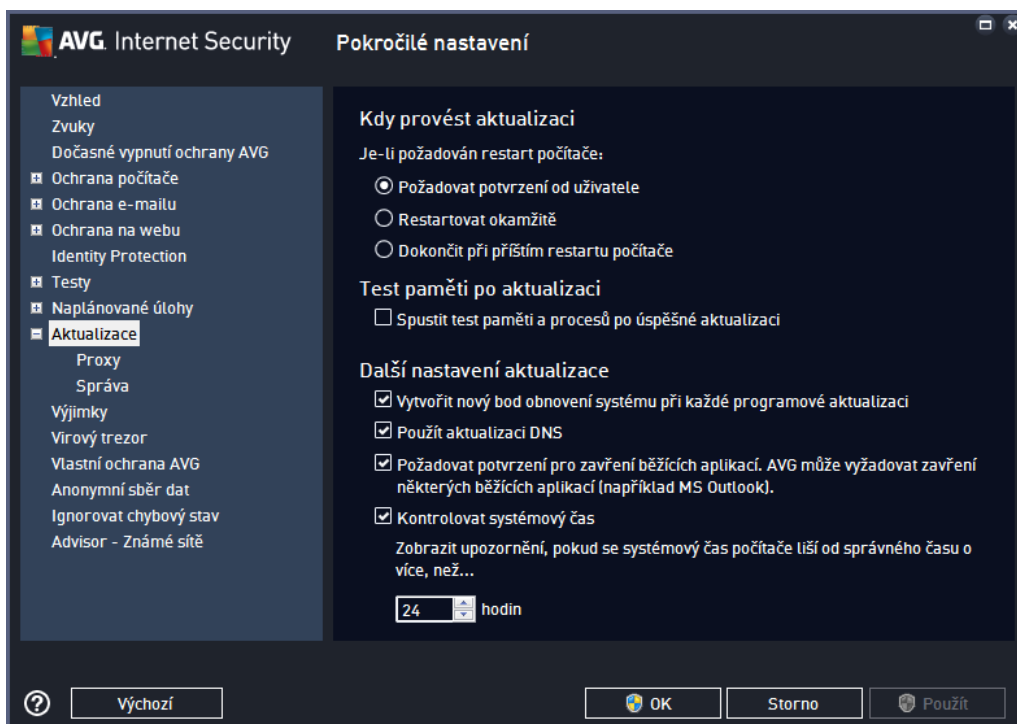 AVG. Internet Security
Pokročilé nastavení
Vzhled
Zvuky
Dočasné vypnutí ochrany AVG
Ochrana počítače
Ochrana e-mailu
Ochrana na webu
Identity Protection
Testy
Naplánované úlohy
Aktualizace
Proxy
Správa
Výjimky
Virový trezor
Vlastní ochrana AVG
Anonymní sběr dat
Ignorovat chybový stav
Advisor - Známé sítě
Kdy provést aktualizaci
Je-li požadován restart počítače:
Požadovat potvrzení od uživatele
Restartovat okamžitě
Dokončit při příštím restartu počítače
Test paměti po aktualizaci
Spustit test paměti a procesů po úspěšné aktualizaci
Další nastavení aktualizace
Vytvořit nový bod obnovení systému při každé programové aktualizaci
Použít aktualizaci DNS
Požadovat potvrzení pro zavření běžících aplikací. AVG může vyžadovat zavření
některých běžících aplikací (například MS Outlook).
Kontrolovat systémový čas
Zobrazit upozornění, pokud se systémový čas počítače liší od správného času o
více, než...
24 hodin
Výchozí
OK
Storno
Použít